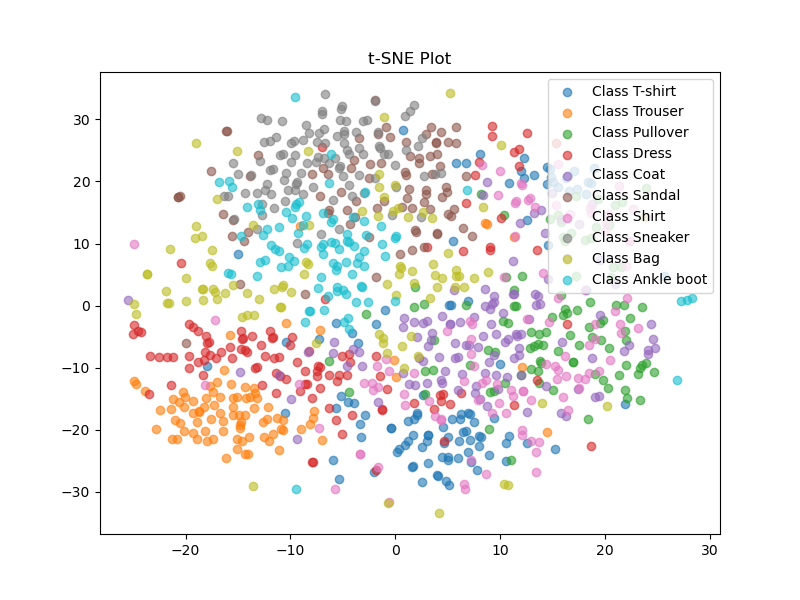 t-SNE Plot
Class T-shirt
Class Trouser
Class Pullover
Class Dress
Class Coat
Class Sandal
Class Shirt
Class Sneaker
Class Bag
Class Ankle boot
30
20
10
0
−10
−20
−30
−20 −10 0 10 20 30